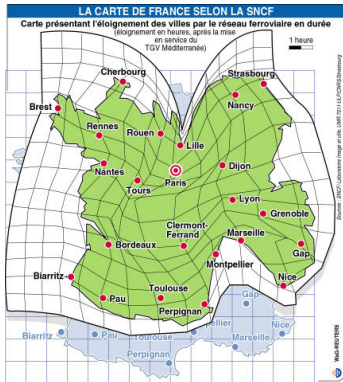 LA CARTE DE FRANCE SELON LA SNCF
Carte présentant l'éloignement des villes par le réseau ferroviaire en durée
(éloignement en heures, après la mise
en service du
TGV Méditerranée)
1 heure
Cherbourg
Strasbourg
Brest
Nancy
Rennes
Rouen
Lille
Nantes
Dijon
Tours
Paris
Lyon
Grenoble
Clermont-
Ferrand
Marseille
Bordeaux
Gap
Montpellier
Biarritz
Nice
Pau
Toulouse
Perpignan
Gap
Biarritz
Pau
Toulouse
pellier
Nice
Marseille
Perpignan
WaG-REUTERS